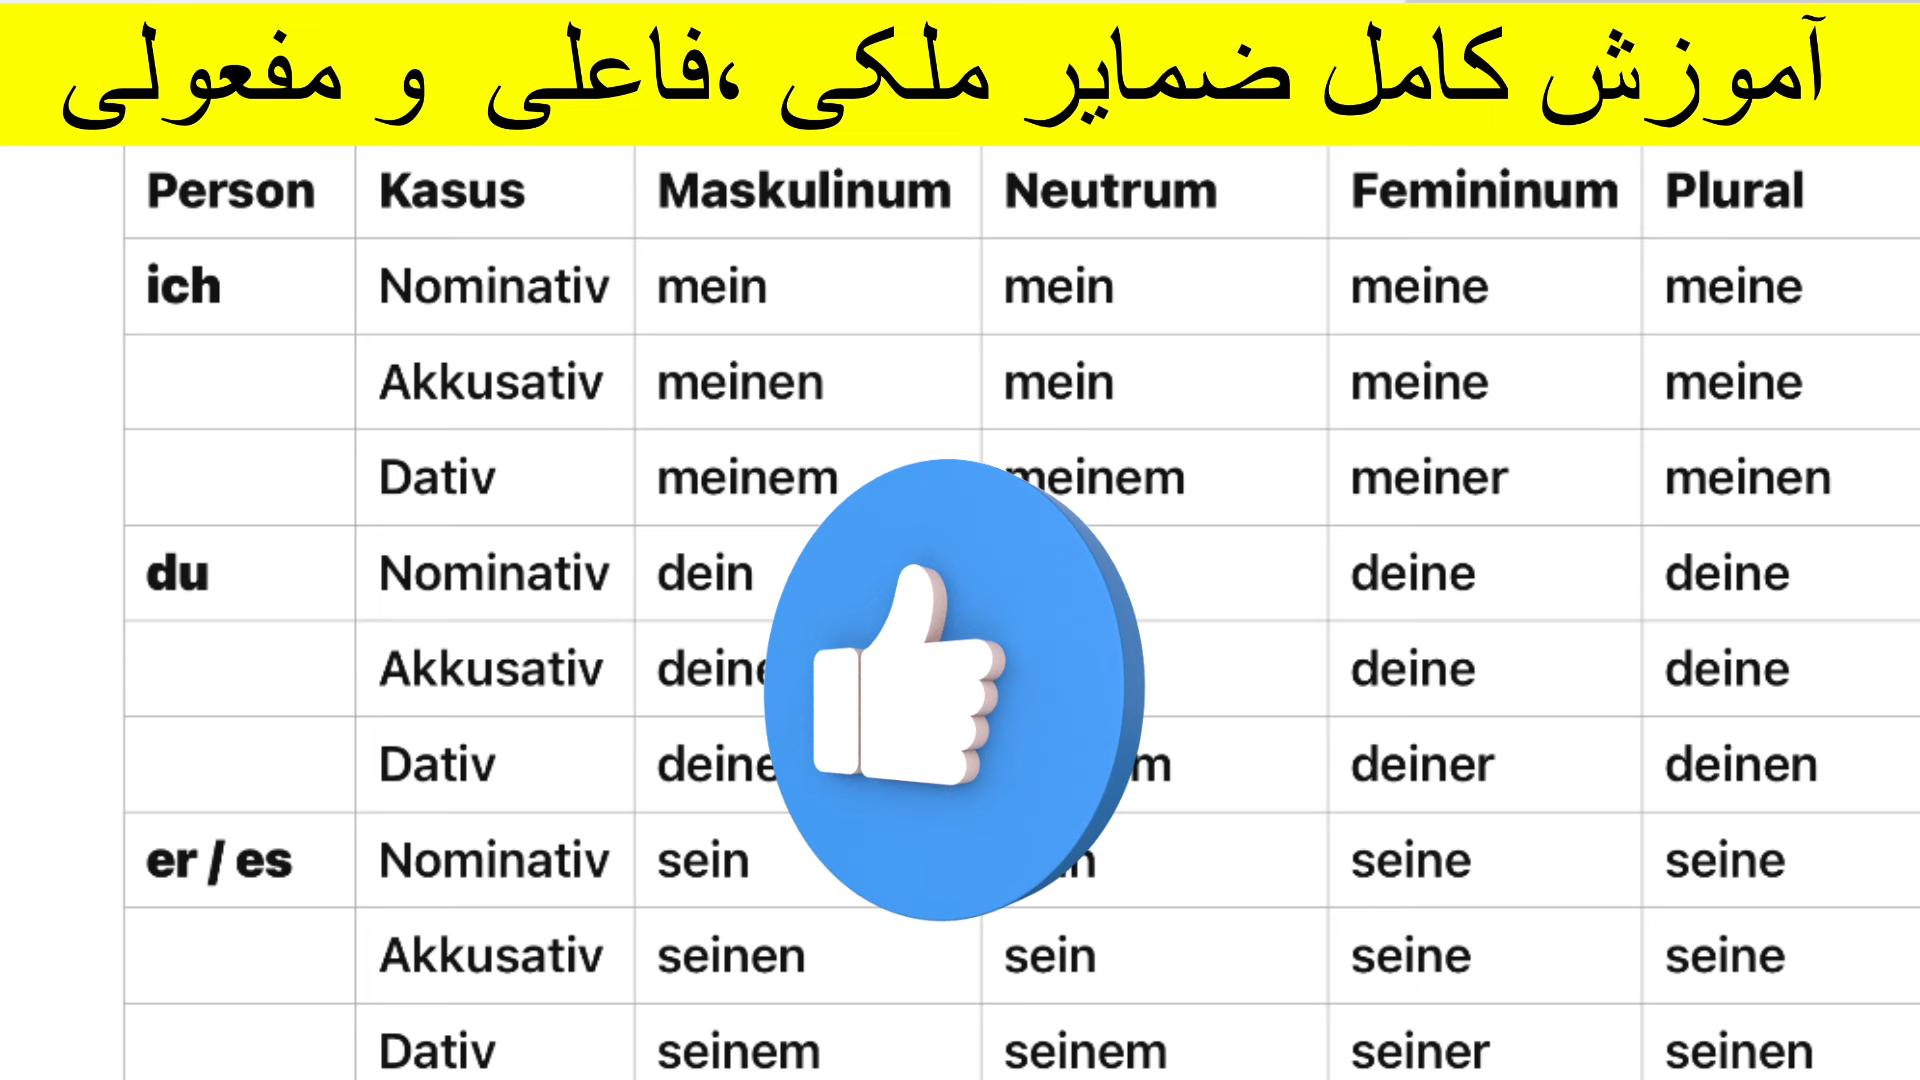 آموزش کامل ضمایر ملکی ،فاعلی و مفعولی
Person Kasus Maskulinum Neutrum Femininum Plural
ich Nominativ mein mein meine meine
Akkusativ meinen mein meine meine
Dativ meinem meinem meiner meinen
du Nominativ dein deine deine
Akkusativ deine deine
Dativ deiner deinen
er / es Nominativ sein seine seine
Akkusativ seinen sein seine seine
Dativ seinem seinem seiner seinen